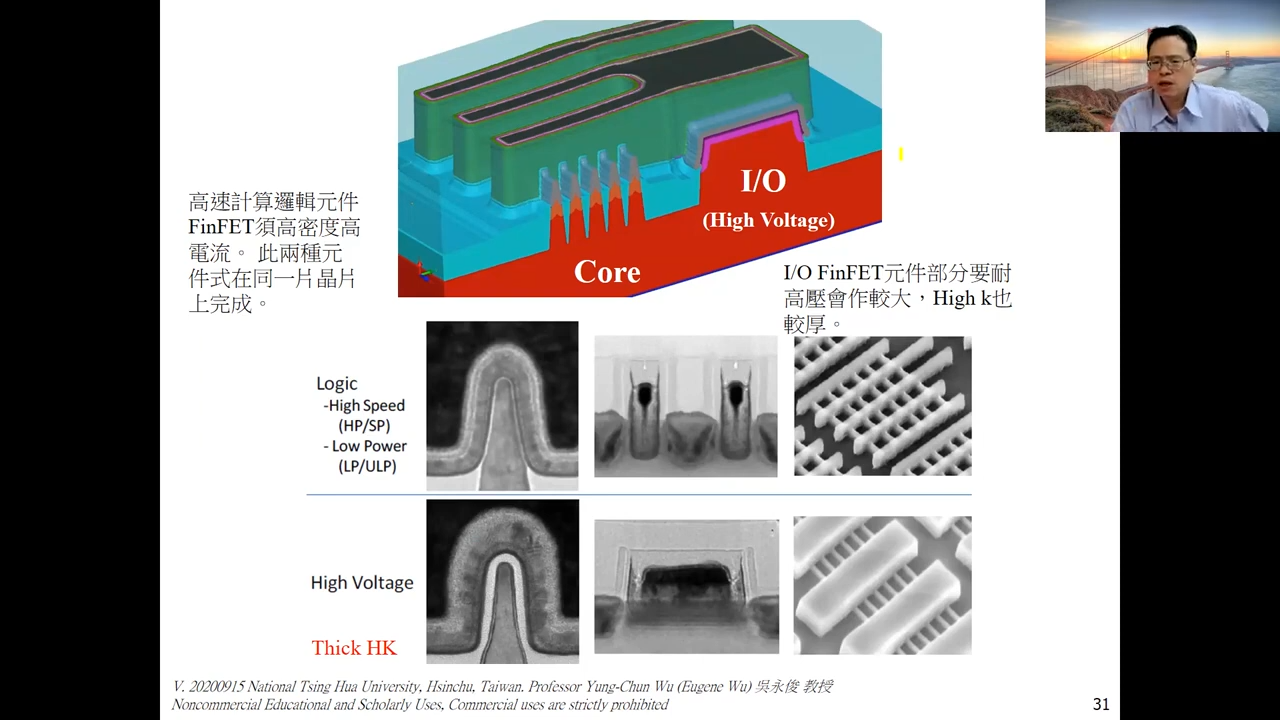 高速計算邏輯元件
FinFET須高密度高
電流。 此兩種元
件式在同一片晶片
上完成。
I/O
(High Voltage)
Core
I/O FinFET元件部分要耐
高壓會作較大，High k也
較厚。
Logic
-High Speed
(HP/SP)
- Low Power
(LP/ULP)
High Voltage
Thick HK
V. 20200915 National Tsing Hua University, Hsinchu, Taiwan. Professor Yung-Chun Wu (Eugene Wu) 吳永俊 教授
Noncommercial Educational and Scholarly Uses, Commercial uses are strictly prohibited
31